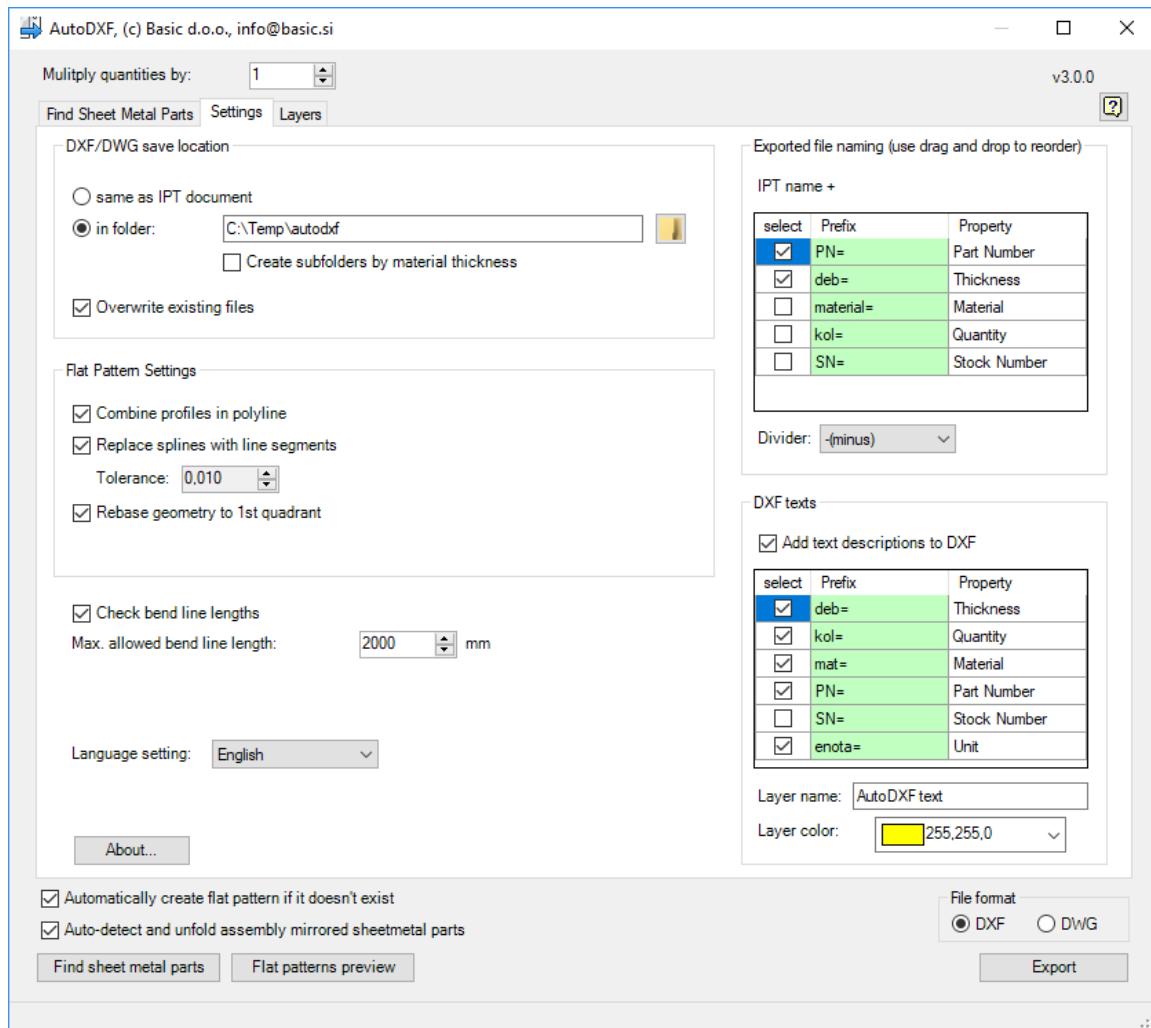 AutoDXF, (c) Basic d.o.o., info@basic.si
Mulitply quantities by: 1
v3.0.0
Find Sheet Metal Parts Settings Layers
DXF/DWG save location
same as IPT document
in folder: C:\Temp\autodxf
Create subfolders by material thickness
Overwrite existing files
Flat Pattern Settings
Combine profiles in polyline
Replace splines with line segments
Tolerance: 0,010
Rebase geometry to 1st quadrant
Check bend line lengths
Max. allowed bend line length: 2000 mm
Language setting: English
About...
Exported file naming (use drag and drop to reorder)
IPT name +
select Prefix Property
PN= Part Number
deb= Thickness
material= Material
kol= Quantity
SN= Stock Number
Divider: -(minus)
DXF texts
Add text descriptions to DXF
select Prefix Property
deb= Thickness
kol= Quantity
mat= Material
PN= Part Number
SN= Stock Number
enota= Unit
Layer name: AutoDXF text
Layer color: 255,255,0
Automatically create flat pattern if it doesn't exist
Auto-detect and unfold assembly mirrored sheetmetal parts
File format
DXF DWG
Find sheet metal parts Flat patterns preview Export